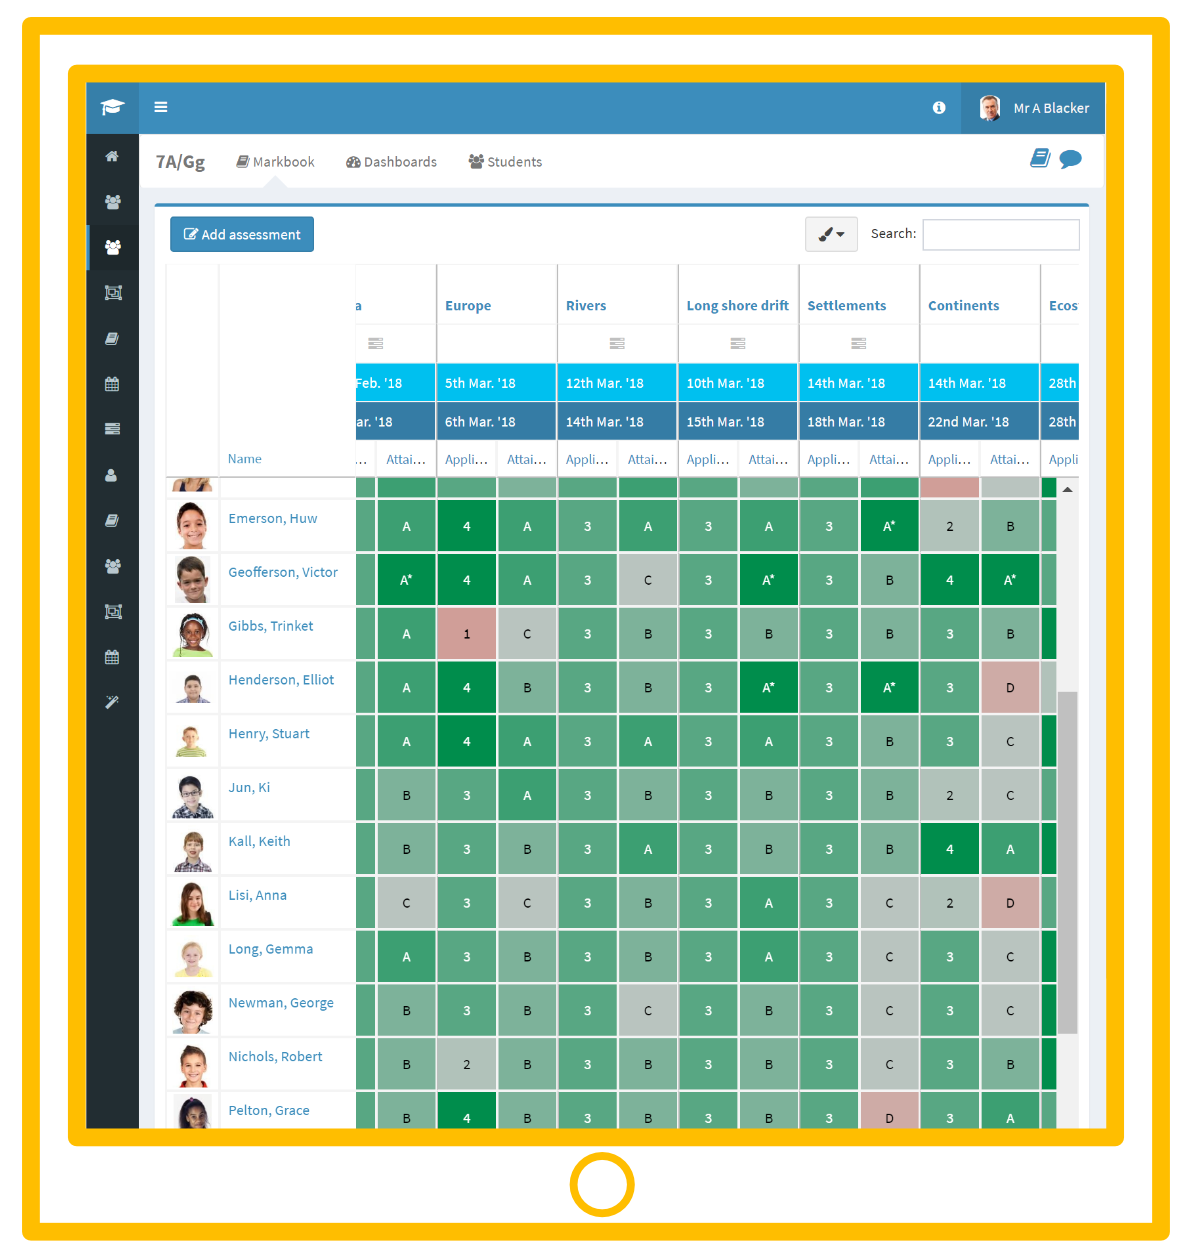 Mr A Blacker
7A/Gg Markbook Dashboards Students
Add assessment Search:
a Europe Rivers Long shore drift Settlements Continents Ecos
Feb. '18 5th Mar. '18 12th Mar. '18 10th Mar. '18 14th Mar. '18 14th Mar. '18 28th
ar. '18 6th Mar. '18 14th Mar. '18 15th Mar. '18 18th Mar. '18 22nd Mar. '18 28th
Name ... Attai... Appli... Attai... Appli... Attai... Appli... Attai... Appli... Attai... Appli... Attai... Appli
Emerson, Huw A 4 A 3 A 3 A 3 A* 2 B
Geofferson, Victor A* 4 A 3 C 3 A* 3 B 4 A*
Gibbs, Trinket A 1 C 3 B 3 B 3 B 3 B
Henderson, Elliot A 4 B 3 B 3 A* 3 A* 3 D
Henry, Stuart A 4 A 3 A 3 A 3 B 3 C
Jun, Ki B 3 A 3 B 3 B 3 B 2 C
Kall, Keith B 3 B 3 A 3 B 3 B 4 A
Lisi, Anna C 3 C 3 B 3 A 3 C 2 D
Long, Gemma A 3 B 3 B 3 A 3 C 3 C
Newman, George B 3 B 3 C 3 B 3 C 3 C
Nichols, Robert B 2 B 3 B 3 B 3 C 3 B
Pelton, Grace B 4 B 3 B 3 B 3 D 3 A